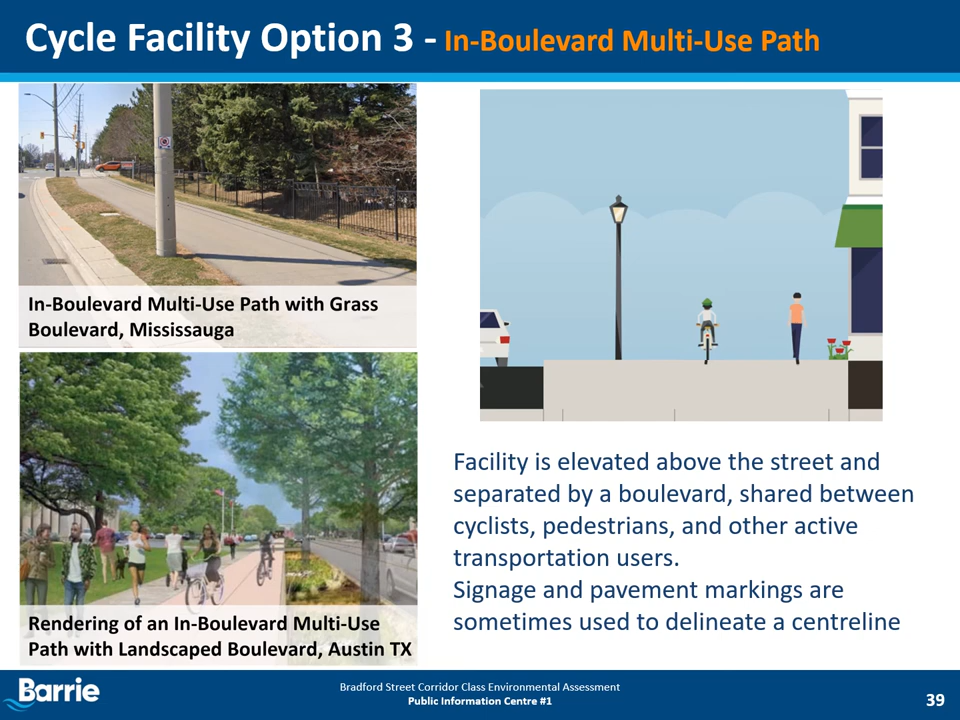 Cycle Facility Option 3 - In-Boulevard Multi-Use Path
In-Boulevard Multi-Use Path with Grass
Boulevard, Mississauga
Rendering of an In-Boulevard Multi-Use
Path with Landscaped Boulevard, Austin TX
Facility is elevated above the street and
separated by a boulevard, shared between
cyclists, pedestrians, and other active
transportation users.
Signage and pavement markings are
sometimes used to delineate a centreline
Barrie
Bradford Street Corridor Class Environmental Assessment
Public Information Centre #1
39